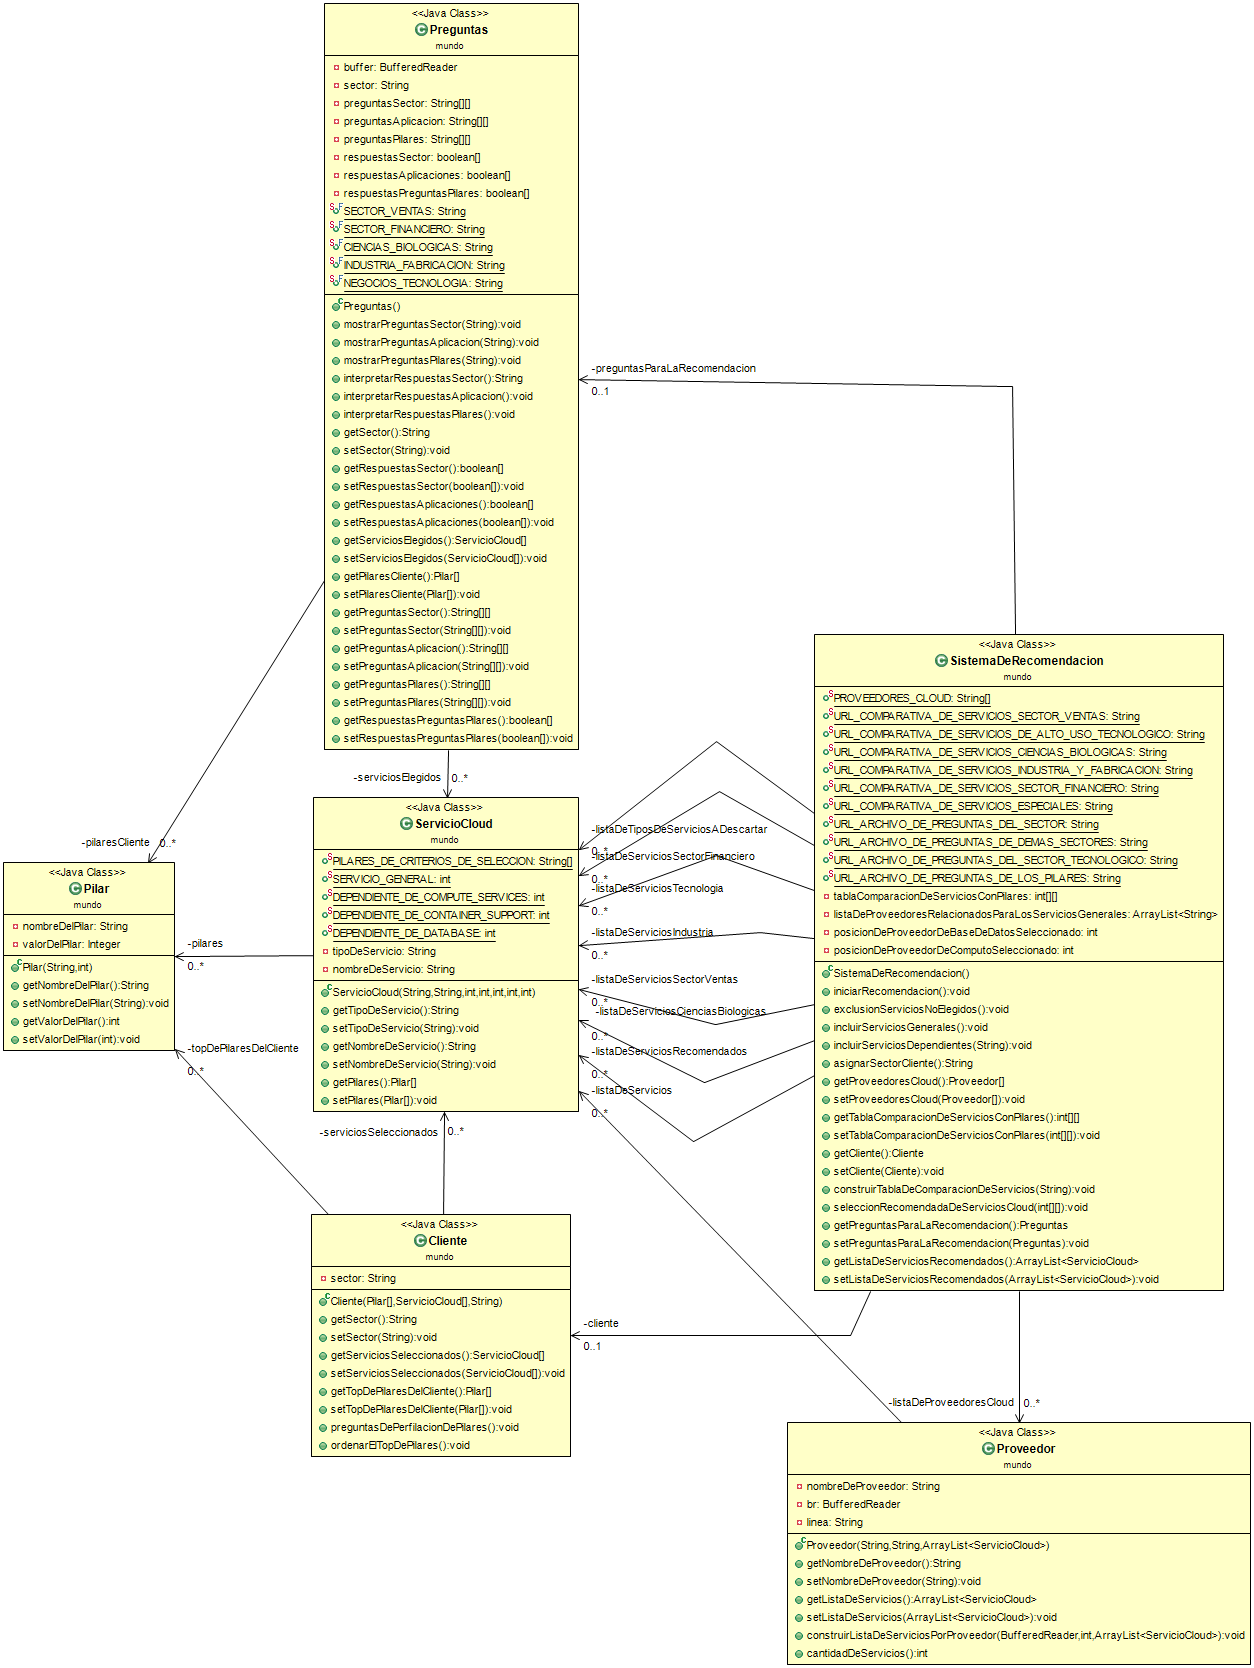 <<Java Class>>
Preguntas
mundo
buffer: BufferedReader
sector: String
preguntasSector: String[][]
preguntasAplicacion: String[][]
preguntasPilares: String[][]
respuestasSector: boolean[]
respuestasAplicaciones: boolean[]
respuestasPreguntasPilares: boolean[]
SECTOR_VENTAS: String
SECTOR_FINANCIERO: String
CIENCIAS_BIOLOGICAS: String
INDUSTRIA_FABRICACION: String
NEGOCIOS_TECNOLOGIA: String
Preguntas()
mostrarPreguntasSector(String):void
mostrarPreguntasAplicacion(String):void
mostrarPreguntasPilares(String):void
interpretarRespuestasSector():String
interpretarRespuestasAplicacion():void
interpretarRespuestasPilares():void
getSector():String
setSector(String):void
getRespuestasSector():boolean[]
setRespuestasSector(boolean[]):void
getRespuestasAplicaciones():boolean[]
setRespuestasAplicaciones(boolean[]):void
getServiciosElegidos():ServicioCloud[]
setServiciosElegidos(ServicioCloud[]):void
getPilaresCliente():Pilar[]
setPilaresCliente(Pilar[]):void
getPreguntasSector():String[][]
setPreguntasSector(String[][]):void
getPreguntasAplicacion():String[][]
setPreguntasAplicacion(String[][]):void
getPreguntasPilares():String[][]
setPreguntasPilares(String[][]):void
getRespuestasPreguntasPilares():boolean[]
setRespuestasPreguntasPilares(boolean[]):void
-preguntasParaLaRecomendacion
0..1
-serviciosElegidos
0..*
-pilaresCliente
0..*
<<Java Class>>
Pilar
mundo
nombreDelPilar: String
valorDelPilar: Integer
Pilar(String,int)
getNombreDelPilar():String
setNombreDelPilar(String):void
getValorDelPilar():int
setValorDelPilar(int):void
-pilares
0..*
-topDePilaresDelCliente
0..*
<<Java Class>>
ServicioCloud
mundo
PILARES_DE_CRITERIOS_DE_SELECCION: String[]
SERVICIO_GENERAL: int
DEPENDIENTE_DE_COMPUTE_SERVICES: int
DEPENDIENTE_DE_CONTAINER_SUPPORT: int
DEPENDIENTE_DE_DATABASE: int
tipoDeServicio: String
nombreDeServicio: String
ServicioCloud(String,String,int,int,int,int,int)
getTipoDeServicio():String
setTipoDeServicio(String):void
getNombreDeServicio():String
setNombreDeServicio(String):void
getPilares():Pilar[]
setPilares(Pilar[]):void
-listaDeTiposDeServiciosADescartar
0..*
-listaDeServiciosSectorFinanciero
0..*
-listaDeServiciosTecnologia
0..*
-listaDeServiciosIndustria
0..*
-listaDeServiciosSectorVentas
0..*
-listaDeServiciosCienciasBiologicas
0..*
-listaDeServiciosRecomendados
0..*
-listaDeServicios
0..*
<<Java Class>>
SistemaDeRecomendacion
mundo
PROVEEDORES_CLOUD: String[]
URL_COMPARATIVA_DE_SERVICIOS_SECTOR_VENTAS: String
URL_COMPARATIVA_DE_SERVICIOS_DE_ALTO_USO_TECNOLOGICO: String
URL_COMPARATIVA_DE_SERVICIOS_CIENCIAS_BIOLOGICAS: String
URL_COMPARATIVA_DE_SERVICIOS_INDUSTRIA_Y_FABRICACION: String
URL_COMPARATIVA_DE_SERVICIOS_SECTOR_FINANCIERO: String
URL_COMPARATIVA_DE_SERVICIOS_ESPECIALES: String
URL_ARCHIVO_DE_PREGUNTAS_DEL_SECTOR: String
URL_ARCHIVO_DE_PREGUNTAS_DE_DEMAS_SECTORES: String
URL_ARCHIVO_DE_PREGUNTAS_DEL_SECTOR_TECNOLOGICO: String
URL_ARCHIVO_DE_PREGUNTAS_DE_LOS_PILARES: String
tablaComparacionDeServiciosConPilares: int[][]
listaDeProveedoresRelacionadosParaLosServiciosGenerales: ArrayList<String>
posicionDeProveedorDeBaseDeDatosSeleccionado: int
posicionDeProveedorDeComputoSeleccionado: int
SistemaDeRecomendacion()
iniciarRecomendacion():void
exclusionServiciosNoElegidos():void
incluirServiciosGenerales():void
incluirServiciosDependientes(String):void
asignarSectorCliente():String
getProveedoresCloud():Proveedor[]
setProveedoresCloud(Proveedor[]):void
getTablaComparacionDeServiciosConPilares():int[][]
setTablaComparacionDeServiciosConPilares(int[][]):void
getCliente():Cliente
setCliente(Cliente):void
construirTablaDeComparacionDeServicios(String):void
seleccionRecomendadaDeServiciosCloud(int[][]):void
getPreguntasParaLaRecomendacion():Preguntas
setPreguntasParaLaRecomendacion(Preguntas):void
getListaDeServiciosRecomendados():ArrayList<ServicioCloud>
setListaDeServiciosRecomendados(ArrayList<ServicioCloud>):void
-serviciosSeleccionados
0..*
<<Java Class>>
Cliente
mundo
sector: String
Cliente(Pilar[],ServicioCloud[],String)
getSector():String
setSector(String):void
getServiciosSeleccionados():ServicioCloud[]
setServiciosSeleccionados(ServicioCloud[]):void
getTopDePilaresDelCliente():Pilar[]
setTopDePilaresDelCliente(Pilar[]):void
preguntasDePerfilacionDePilares():void
ordenarElTopDePilares():void
-cliente
0..1
-listaDeProveedoresCloud
0..*
<<Java Class>>
Proveedor
mundo
nombreDeProveedor: String
br: BufferedReader
linea: String
Proveedor(String,String,ArrayList<ServicioCloud>)
getNombreDeProveedor():String
setNombreDeProveedor(String):void
getListaDeServicios():ArrayList<ServicioCloud>
setListaDeServicios(ArrayList<ServicioCloud>):void
construirListaDeServiciosPorProveedor(BufferedReader,int,ArrayList<ServicioCloud>):void
cantidadDeServicios():int